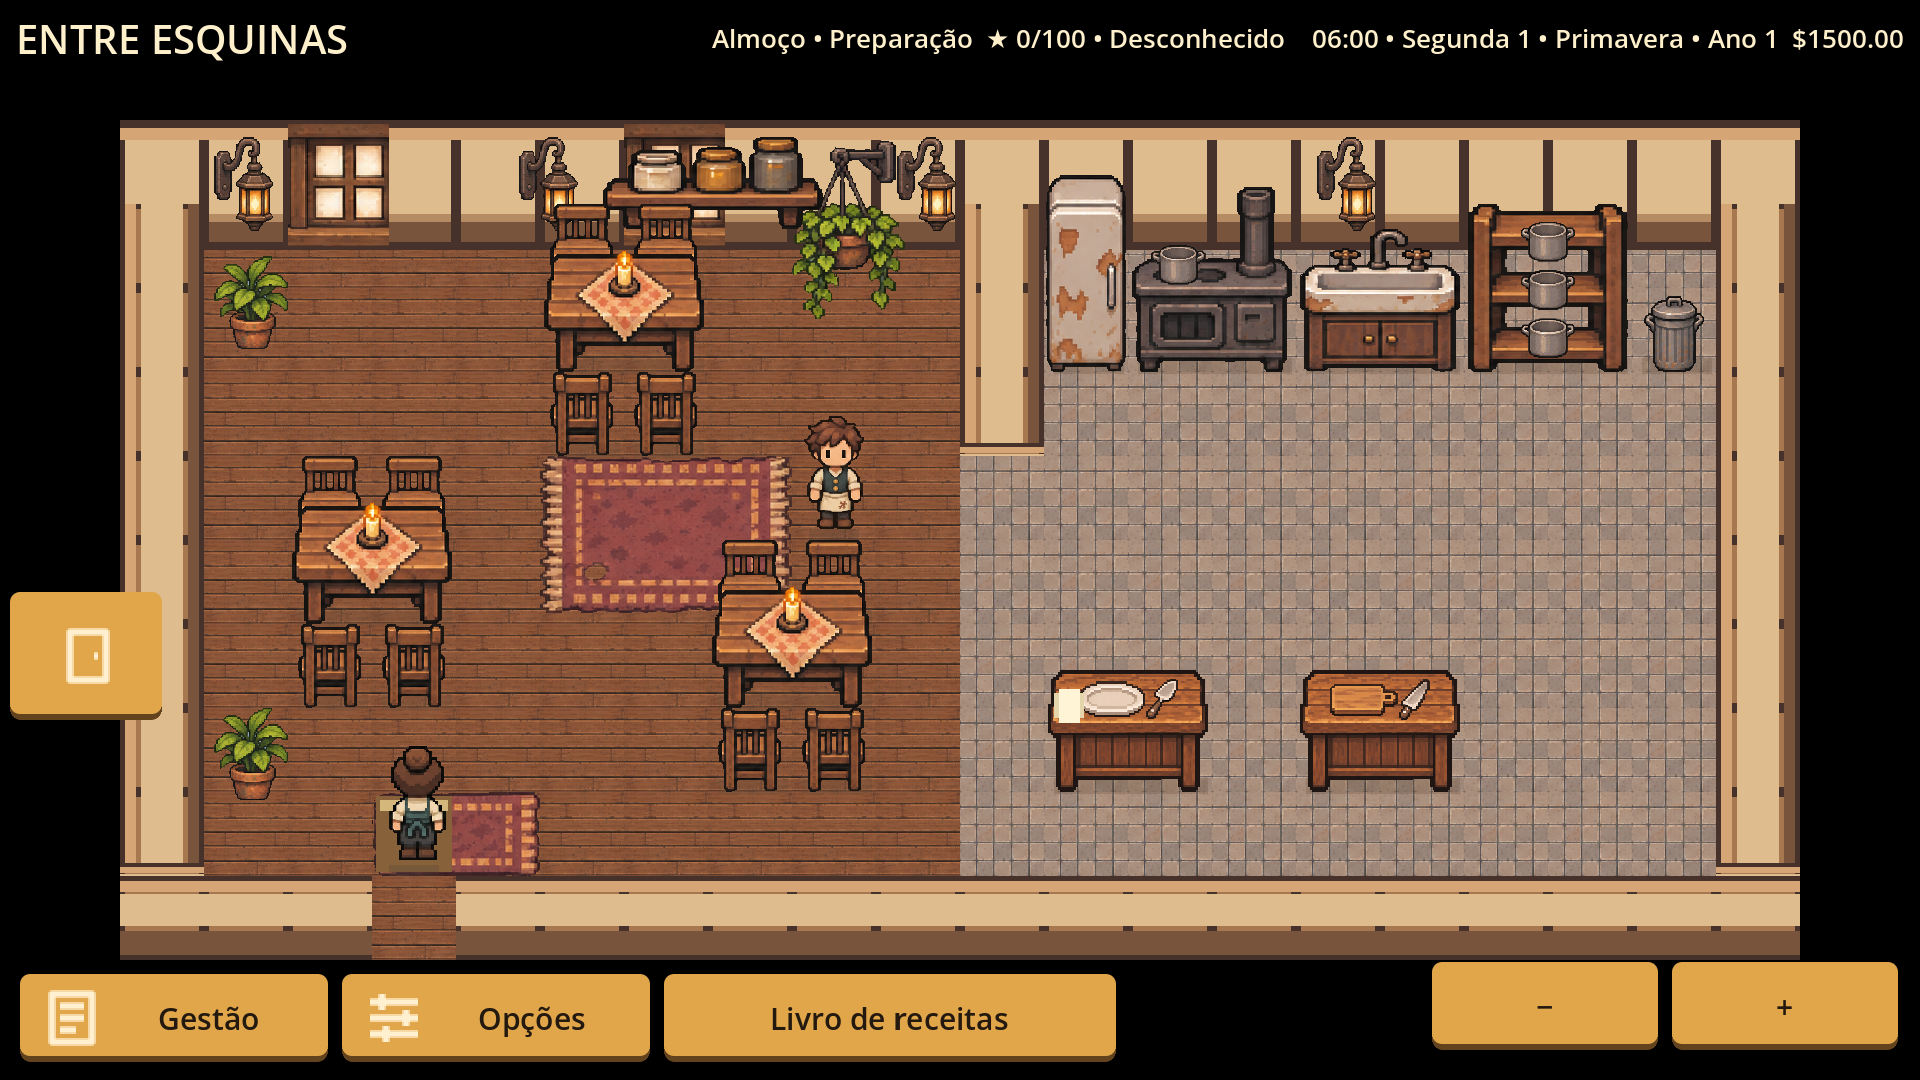 ENTRE ESQUINAS
Almoço • Preparação ★ 0/100 • Desconhecido 06:00 • Segunda 1 • Primavera • Ano 1 $1500.00
Gestão
Opções
Livro de receitas
−
+